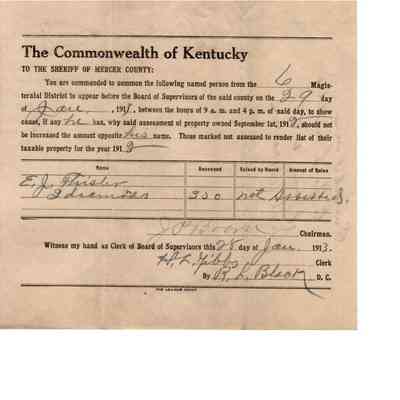 The Commonwealth of Kentucky
TO THE SHERIFF OF MERCER COUNTY:
You are commanded to summon the following named person from the 6 Magis-
terial District to appear before the Board of Supervisors of the said county on the 29 day
of Jan, 191, between the hours of 9 a. m. and 4 p. m. of said day, to show
cause, if any he has, why said assessment of property owned September 1st, 1912, should not
be increased the amount opposite his name. Those marked not assessed to render list of their
taxable property for the year 1912
Name Assessed Raised by Board Amount of Raise
E. J.
2 diamonds 350 not Assessed.
Chairman.
Witness my hand as Clerk of Board of Supervisors this 28 day of Jan. 1913.
H. L. Gibbs Clerk
By R. L. Black D. C.